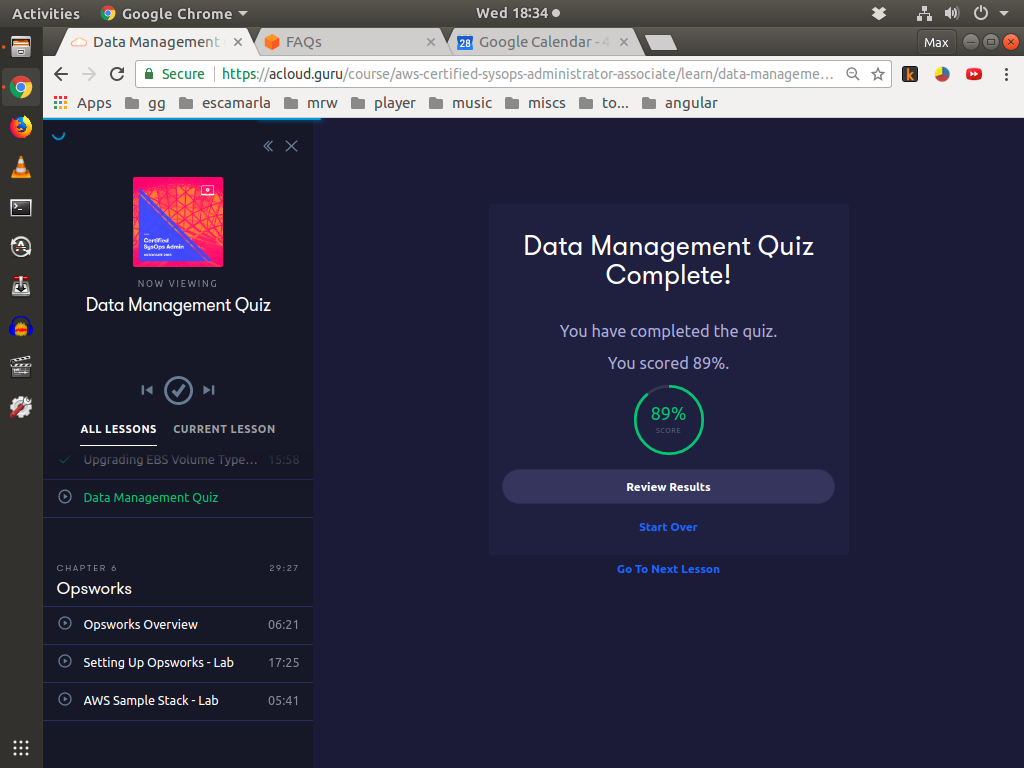 Activities Google Chrome Wed 18:34
Data Management FAQs 28 Google Calendar - 4 Max
Secure https://acloud.guru/course/aws-certified-sysops-administrator-associate/learn/data-manageme... k
Apps gg escamarla mrw player music miscs to... angular
Certified
SysOps Admin
NOW VIEWING
Data Management Quiz
ALL LESSONS CURRENT LESSON
Upgrading EBS Volume Type... 15:58
Data Management Quiz
CHAPTER 6 29:27
Opsworks
Opsworks Overview 06:21
Setting Up Opsworks - Lab 17:25
AWS Sample Stack - Lab 05:41
Data Management Quiz
Complete!
You have completed the quiz.
You scored 89%.
89%
SCORE
Review Results
Start Over
Go To Next Lesson